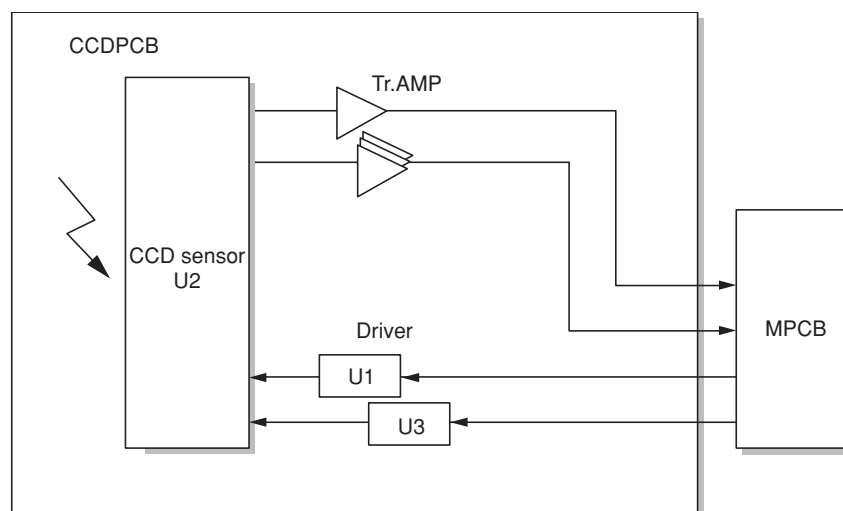 CCDPCB
Tr.AMP
CCD sensor
U2
MPCB
Driver
U1
U3